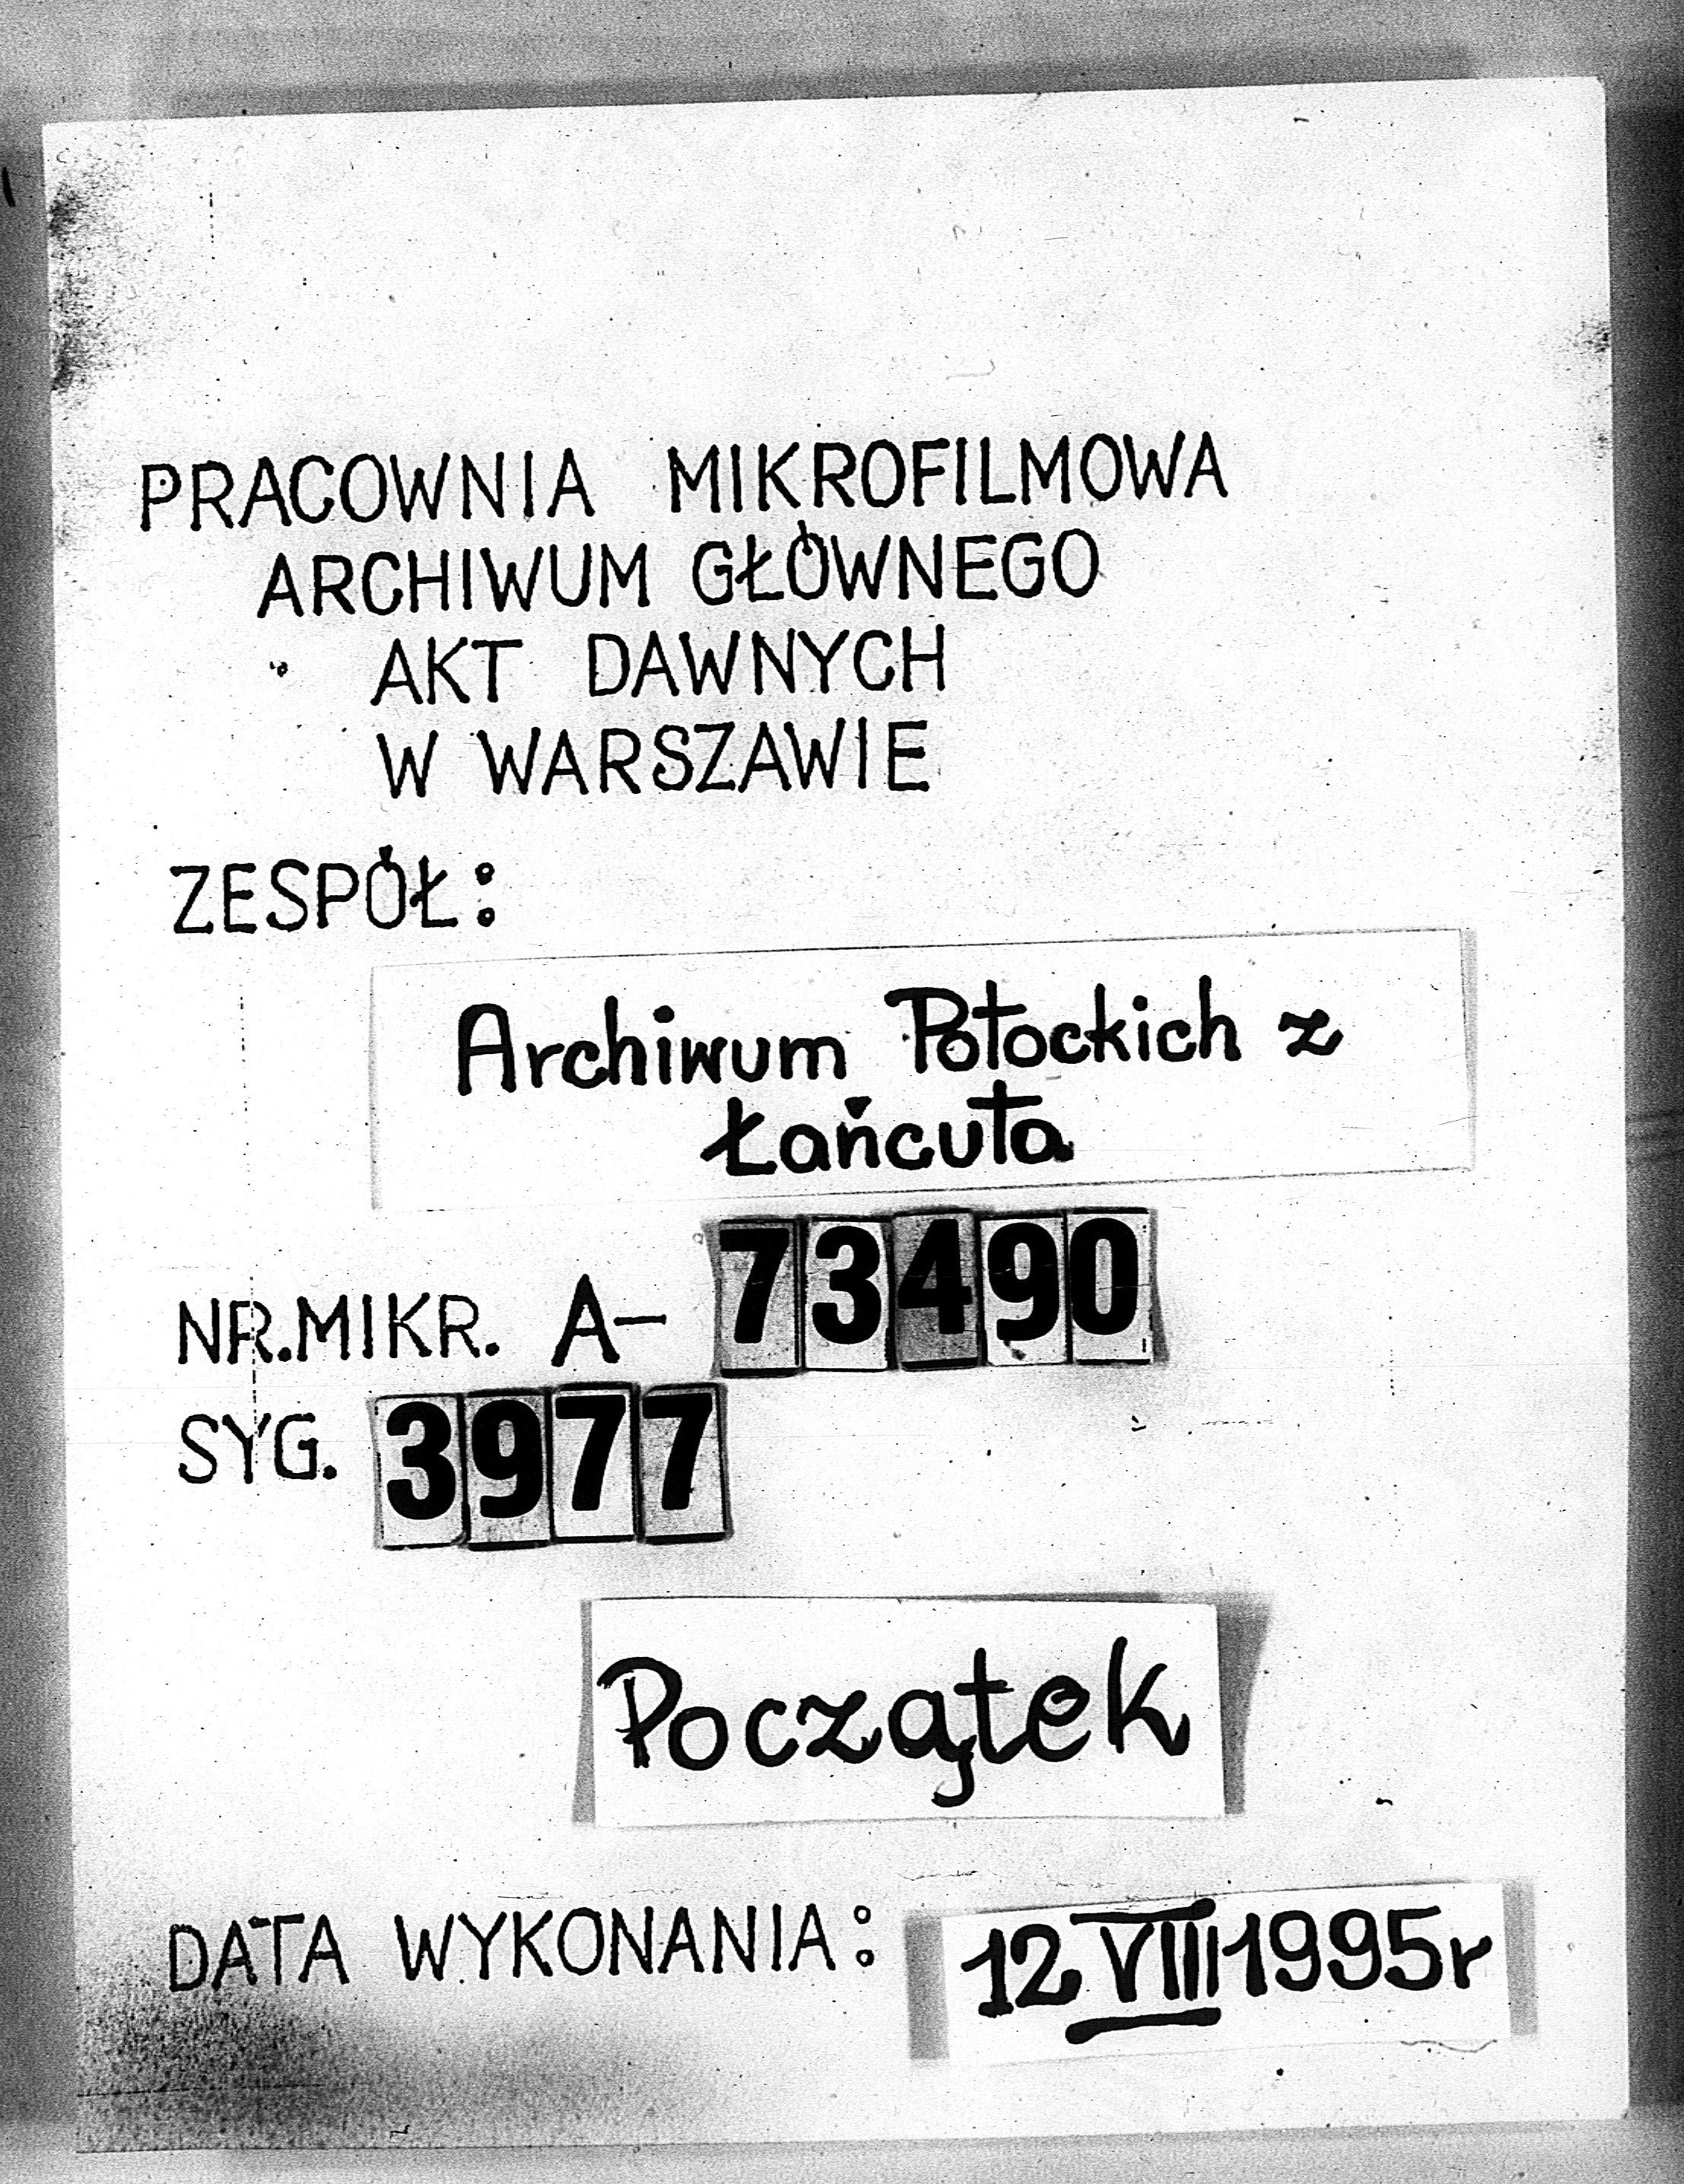 PRACOWNIA MIKROFILMOWA
ARCHIWUM GŁÓWNEGO
AKT DAWNYCH
W WARSZAWIE
ZESPÓŁ:
Archiwum Potockich z
Łańcuta
NR.MIKR. A- 73490
SYG. 3977
Początek
DATA WYKONANIA: 12 VIII 1995r